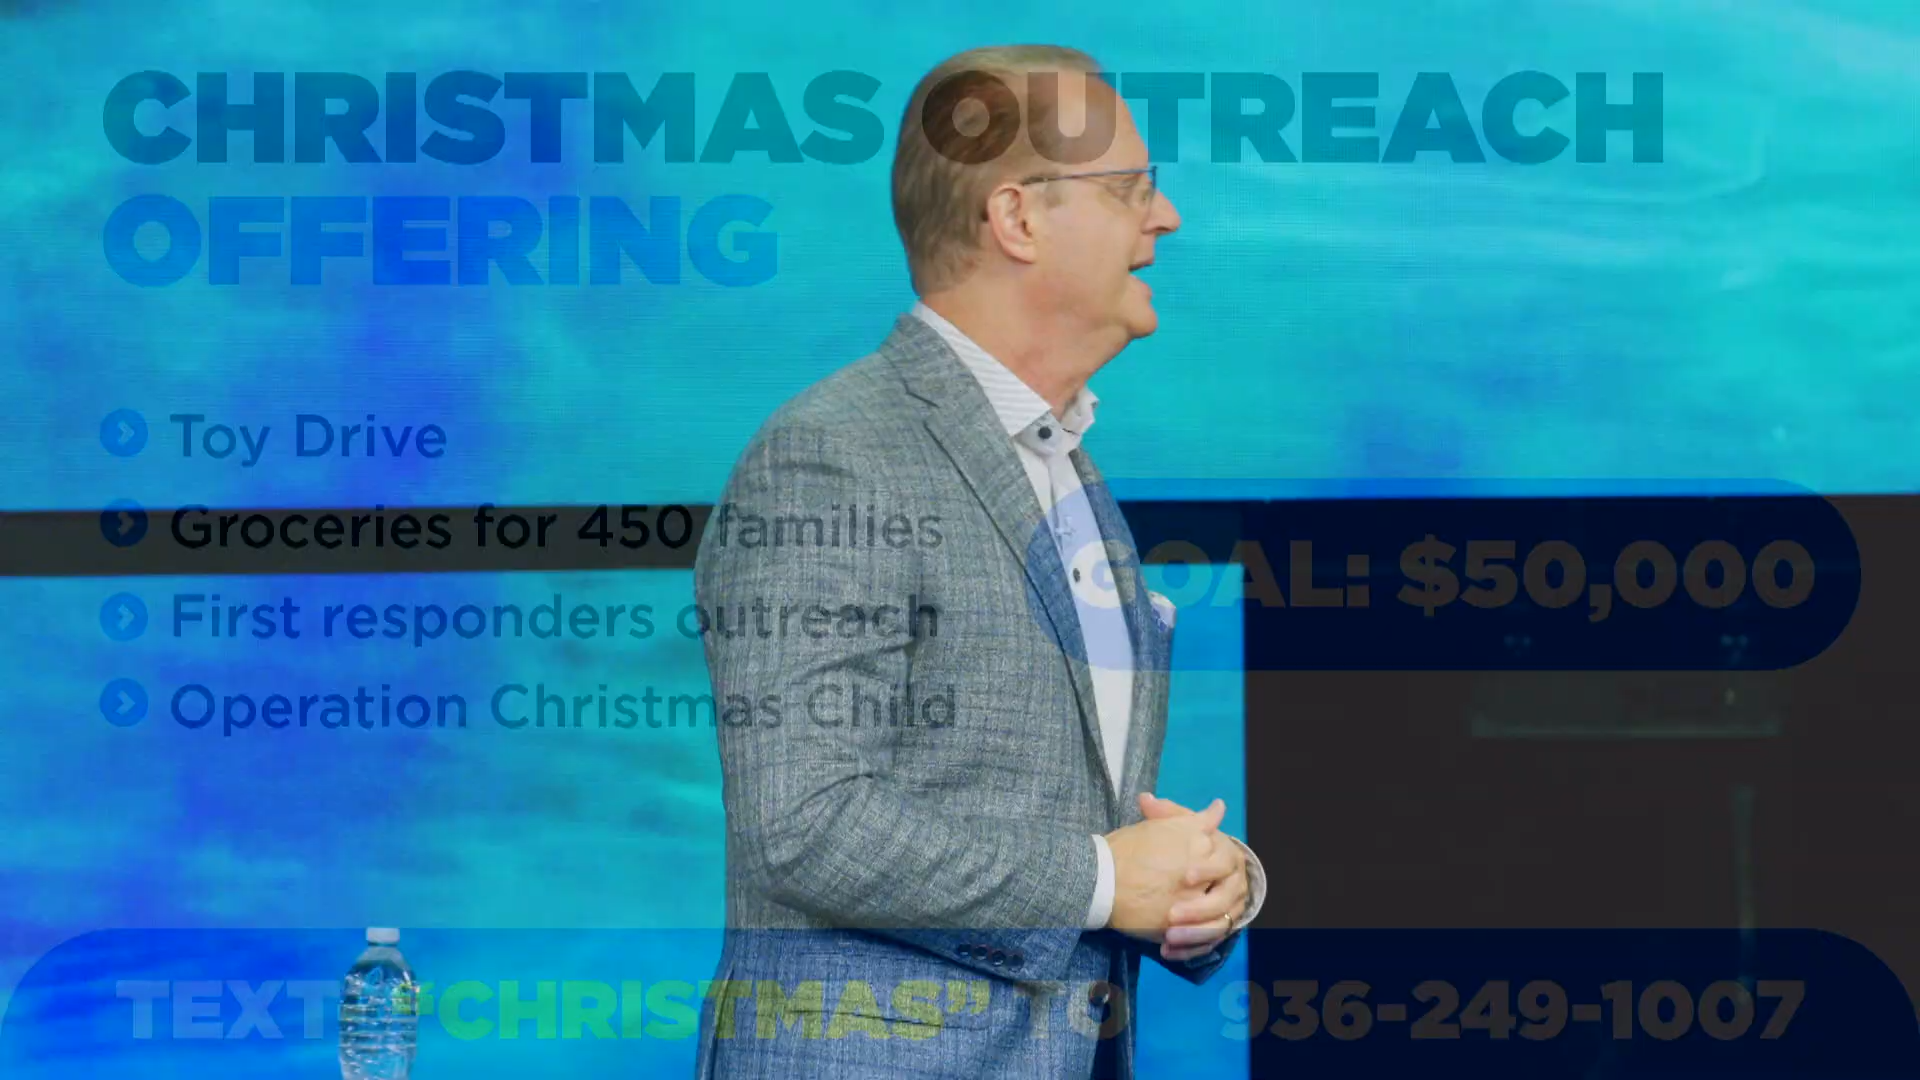 CHRISTMAS OUTREACH
OFFERING
Toy Drive
Groceries for 450 families
First responders outreach
Operation Christmas Child
GOAL: $50,000
TEXT “CHRISTMAS” TO 936-249-1007